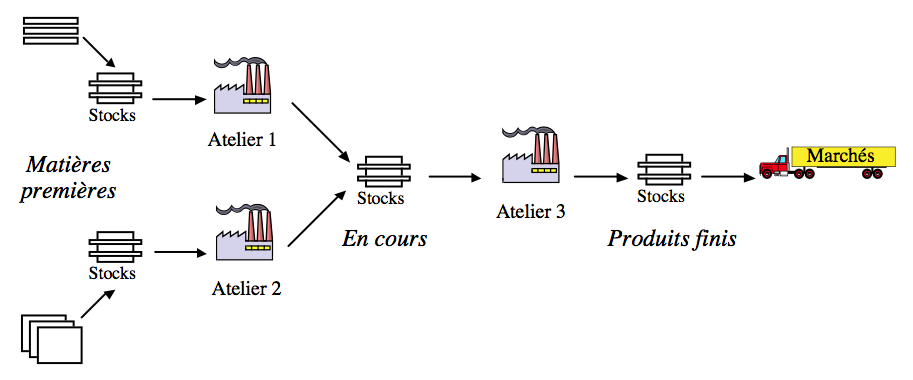 Stocks
Atelier 1
Matières
premières
Stocks
Atelier 2
Stocks
En cours
Atelier 3
Stocks
Produits finis
Marchés